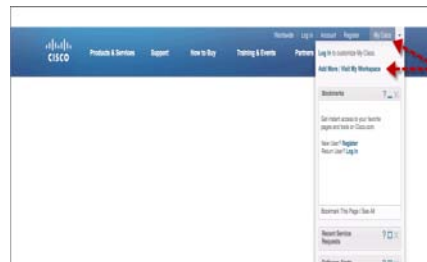 Worldwide Log In Account Register My Cisco
CISCO
Products & Services Support How to Buy Training & Events Partners
Log In to customize My Cisco.
Add More | Visit My Workspace
Bookmarks
Get instant access to your favorite
pages and tools on Cisco.com.
New User? Register
Return User? Log In
Bookmark This Page | See All
Recent Service
Requests